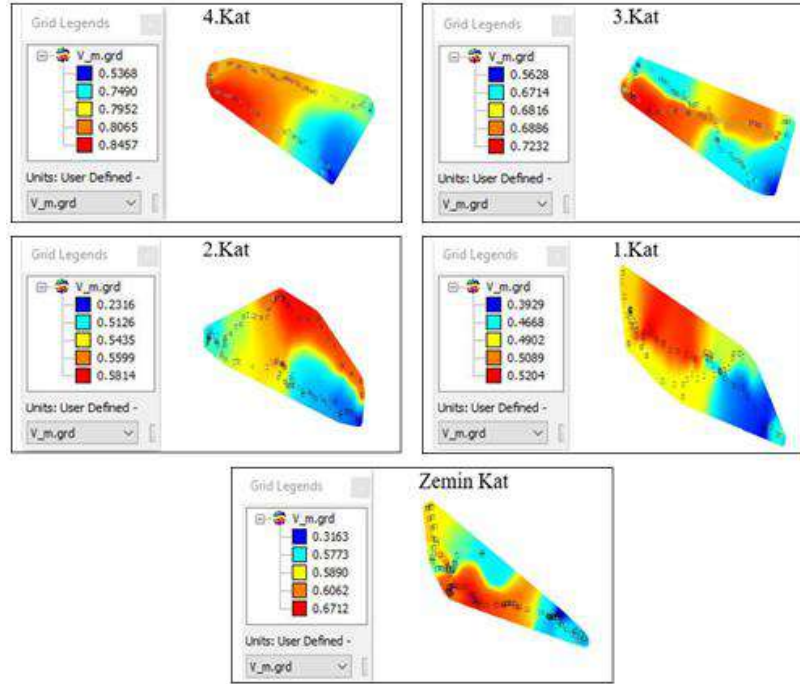 Grid Legends
4.Kat
V_m.grd
0.5368
0.7490
0.7952
0.8065
0.8457
Units: User Defined -
V_m.grd
Grid Legends
3.Kat
V_m.grd
0.5628
0.6714
0.6816
0.6886
0.7232
Units: User Defined -
V_m.grd
Grid Legends
2.Kat
V_m.grd
0.2316
0.5126
0.5435
0.5599
0.5814
Units: User Defined -
V_m.grd
Grid Legends
1.Kat
V_m.grd
0.3929
0.4668
0.4902
0.5089
0.5204
Units: User Defined -
V_m.grd
Grid Legends
Zemin Kat
V_m.grd
0.3163
0.5773
0.5890
0.6062
0.6712
Units: User Defined -
V_m.grd